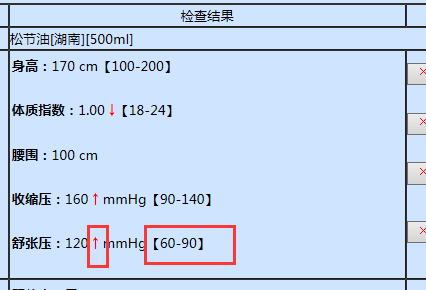 检查结果
松节油[湖南][500ml]
身高：170 cm【100-200】
体质指数：1.00↓【18-24】
腰围：100 cm
收缩压：160↑mmHg【90-140】
舒张压：120↑mmHg【60-90】